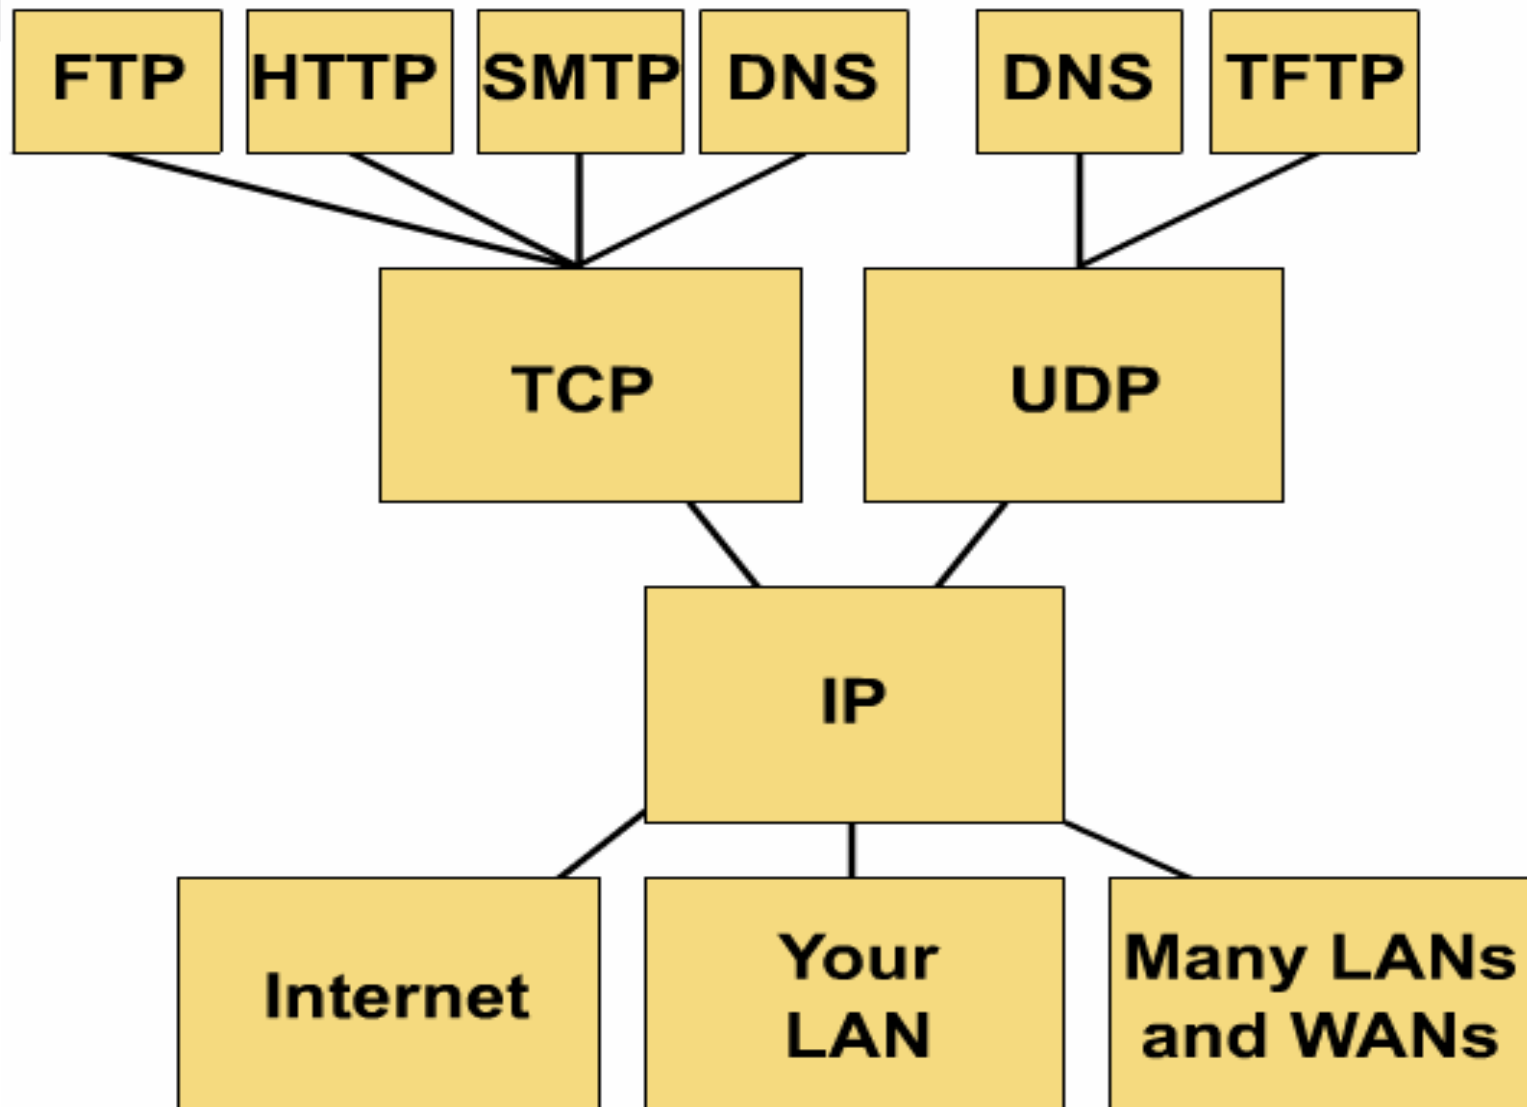 FTP
HTTP
SMTP
DNS
DNS
TFTP
TCP
UDP
IP
Internet
Your
LAN
Many LANs
and WANs